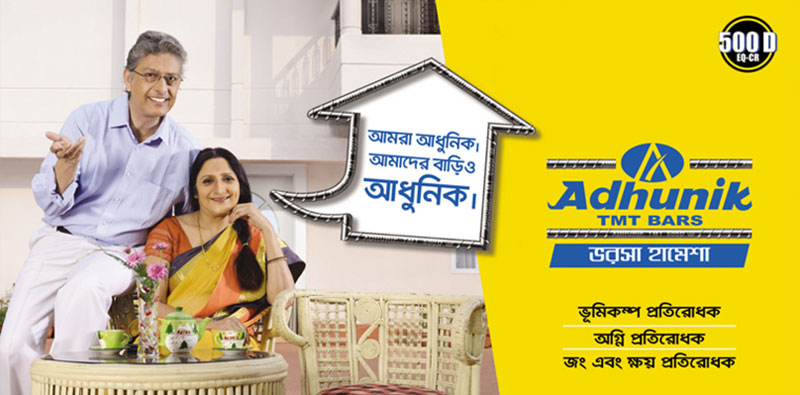 আমরা আধুনিক।
আমাদের বাড়িও
আধুনিক।
500 D
EQ-CR
Adhunik
TMT BARS
ভরসা হামেশা
ভূমিকম্প প্রতিরোধক
অগ্নি প্রতিরোধক
জং এবং ক্ষয় প্রতিরোধক